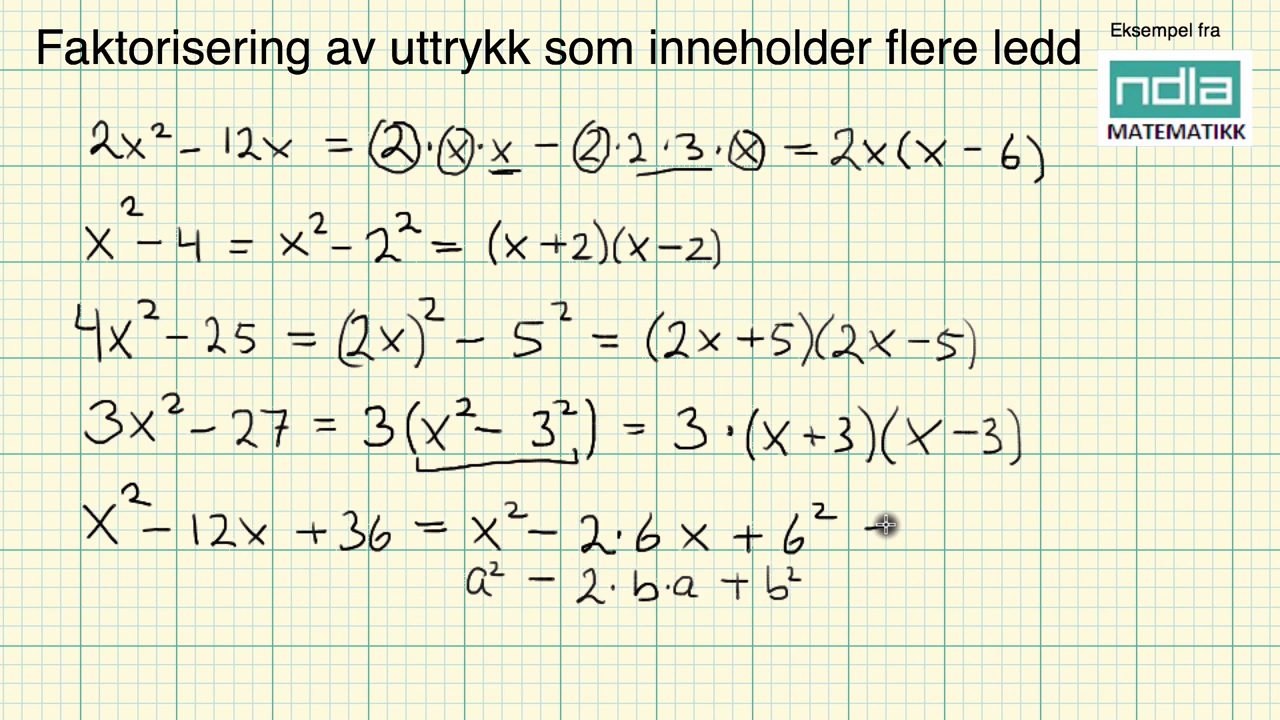 Faktorisering av uttrykk som inneholder flere ledd
Eksempel fra
ndla
MATEMATIKK
2x² - 12x = 2·x·x - 2·2·3·x = 2x(x - 6)
x² - 4 = x² - 2² = (x + 2)(x - 2)
4x² - 25 = (2x)² - 5² = (2x + 5)(2x - 5)
3x² - 27 = 3(x² - 3²) = 3·(x + 3)(x - 3)
x² - 12x + 36 = x² - 2·6x + 6² -
a² - 2·b·a + b²